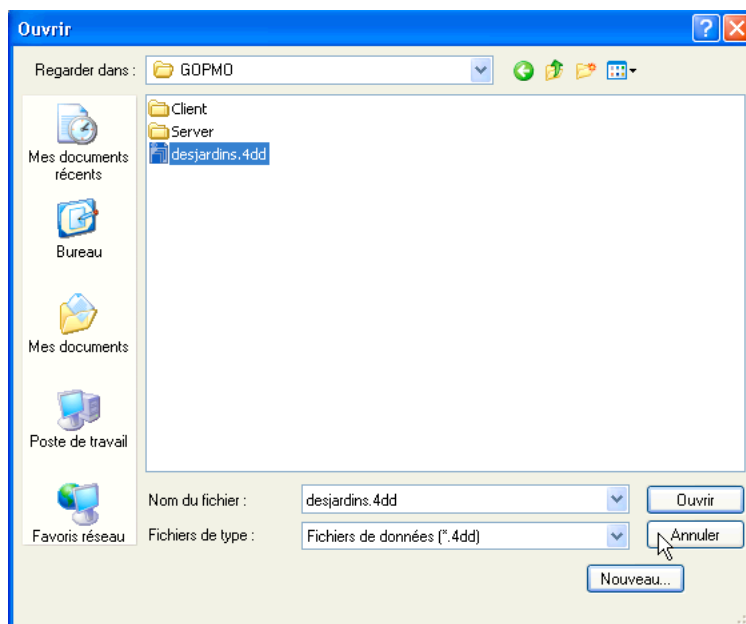 Ouvrir
Regarder dans :
GOPMO
Client
Server
desjardins.4dd
Mes documents
récents
Bureau
Mes documents
Poste de travail
Favoris réseau
Nom du fichier :
desjardins.4dd
Ouvrir
Fichiers de type :
Fichiers de données (*.4dd)
Annuler
Nouveau...